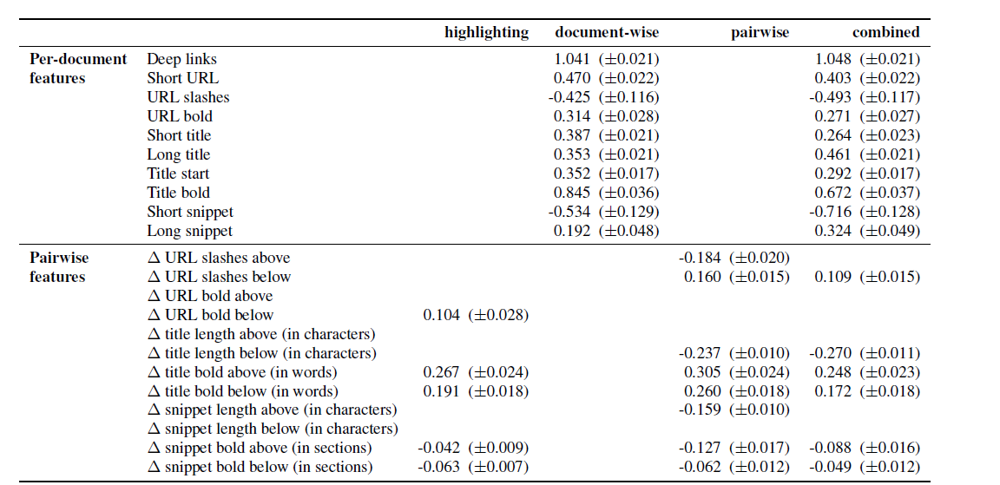 highlighting document-wise pairwise combined
Per-document Deep links 1.041 (±0.021) 1.048 (±0.021)
features Short URL 0.470 (±0.022) 0.403 (±0.022)
URL slashes -0.425 (±0.116) -0.493 (±0.117)
URL bold 0.314 (±0.028) 0.271 (±0.027)
Short title 0.387 (±0.021) 0.264 (±0.023)
Long title 0.353 (±0.021) 0.461 (±0.021)
Title start 0.352 (±0.017) 0.292 (±0.017)
Title bold 0.845 (±0.036) 0.672 (±0.037)
Short snippet -0.534 (±0.129) -0.716 (±0.128)
Long snippet 0.192 (±0.048) 0.324 (±0.049)
Pairwise Δ URL slashes above -0.184 (±0.020)
features Δ URL slashes below 0.160 (±0.015) 0.109 (±0.015)
Δ URL bold above
Δ URL bold below 0.104 (±0.028)
Δ title length above (in characters)
Δ title length below (in characters) -0.237 (±0.010) -0.270 (±0.011)
Δ title bold above (in words) 0.267 (±0.024) 0.305 (±0.024) 0.248 (±0.023)
Δ title bold below (in words) 0.191 (±0.018) 0.260 (±0.018) 0.172 (±0.018)
Δ snippet length above (in characters) -0.159 (±0.010)
Δ snippet length below (in characters)
Δ snippet bold above (in sections) -0.042 (±0.009) -0.127 (±0.017) -0.088 (±0.016)
Δ snippet bold below (in sections) -0.063 (±0.007) -0.062 (±0.012) -0.049 (±0.012)